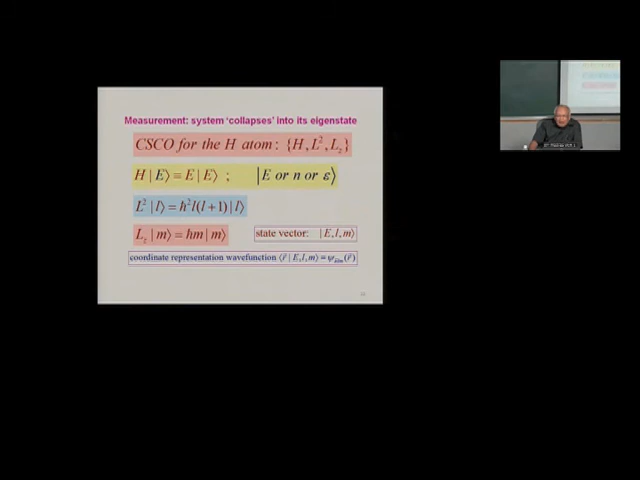 Measurement: system 'collapses' into its eigenstate
CSCO for the H atom : {H, L², L_z}
H | E⟩ = E | E⟩ ;   | E or n or ε⟩
L² | l⟩ = ħ²l(l+1) | l⟩
L_z | m⟩ = ħm | m⟩   state vector: | E, l, m⟩
coordinate representation wavefunction ⟨r⃗ | E, l, m⟩ = ψ_Elm(r⃗)